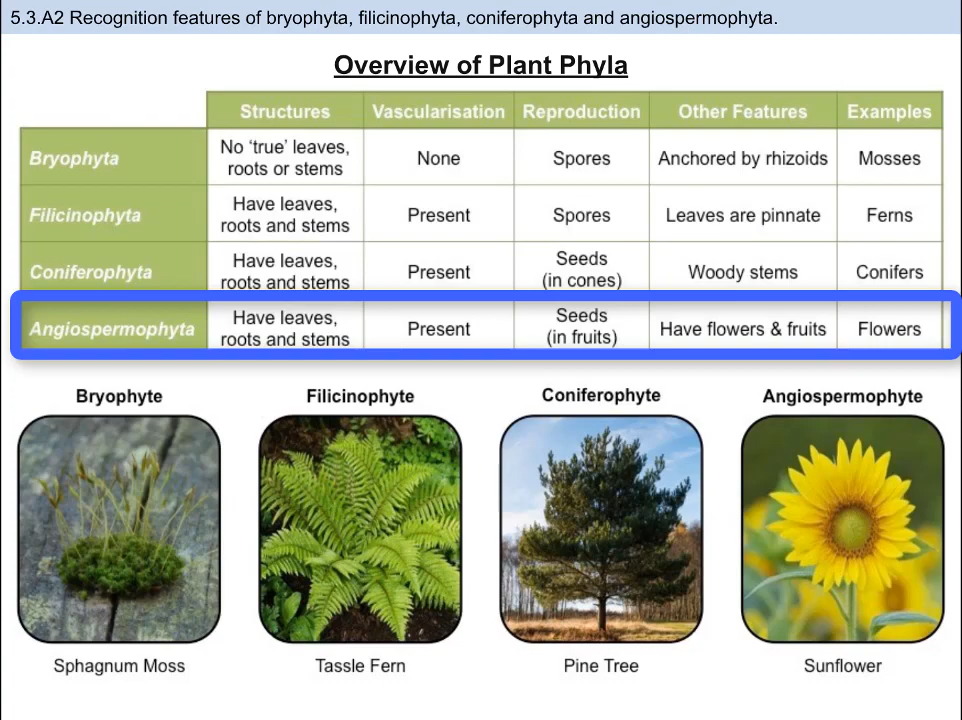 5.3.A2 Recognition features of bryophyta, filicinophyta, coniferophyta and angiospermophyta.
Overview of Plant Phyla
Structures Vascularisation Reproduction Other Features Examples
Bryophyta No ‘true’ leaves, roots or stems None Spores Anchored by rhizoids Mosses
Filicinophyta Have leaves, roots and stems Present Spores Leaves are pinnate Ferns
Coniferophyta Have leaves, roots and stems Present Seeds (in cones) Woody stems Conifers
Angiospermophyta Have leaves, roots and stems Present Seeds (in fruits) Have flowers & fruits Flowers
Bryophyte Filicinophyte Coniferophyte Angiospermophyte
Sphagnum Moss Tassle Fern Pine Tree Sunflower